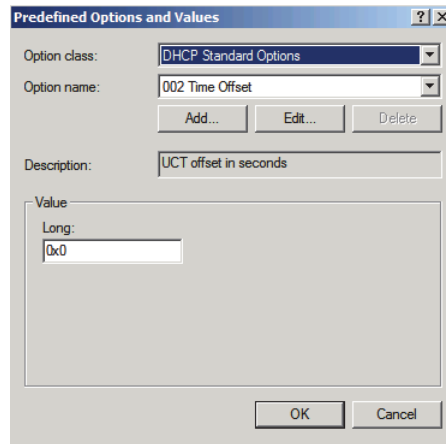 Predefined Options and Values
Option class: DHCP Standard Options
Option name: 002 Time Offset
Add... Edit... Delete
Description: UCT offset in seconds
Value
Long:
0x0
OK Cancel